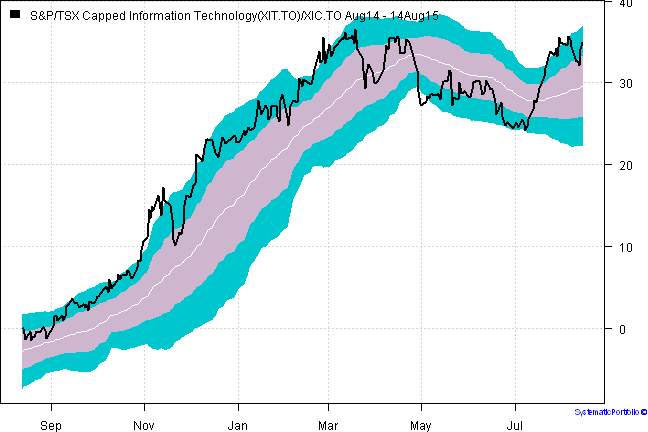 S&P/TSX Capped Information Technology(XIT.TO)/XIC.TO Aug14 - 14Aug15
40
30
20
10
0
Sep Nov Jan Mar May Jul
SystematicPortfolio ©